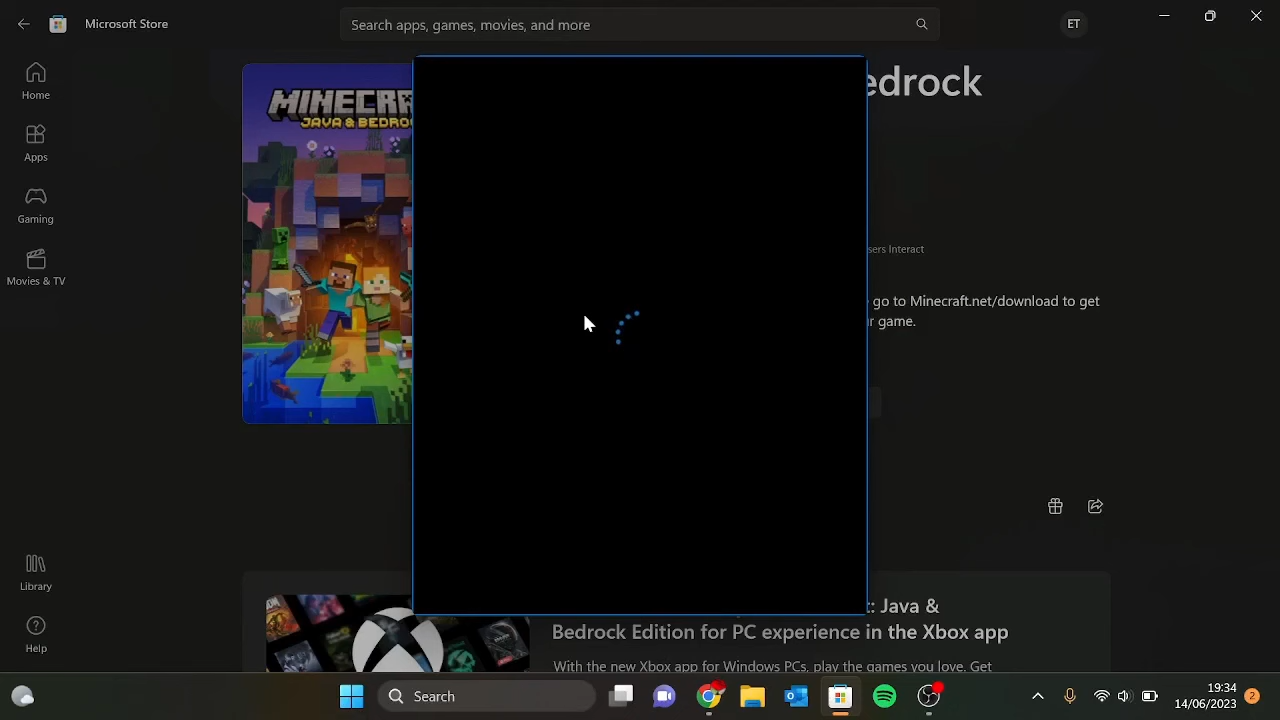 Microsoft Store
Search apps, games, movies, and more
ET
Home
Apps
Gaming
Movies & TV
Library
Help
MINECRA
JAVA & BEDRO
edrock
sers Interact
go to Minecraft.net/download to get
ur game.
t: Java &
Bedrock Edition for PC experience in the Xbox app
With the new Xbox app for Windows PCs, play the games you love. Get
Search
19:34
14/06/2023
2